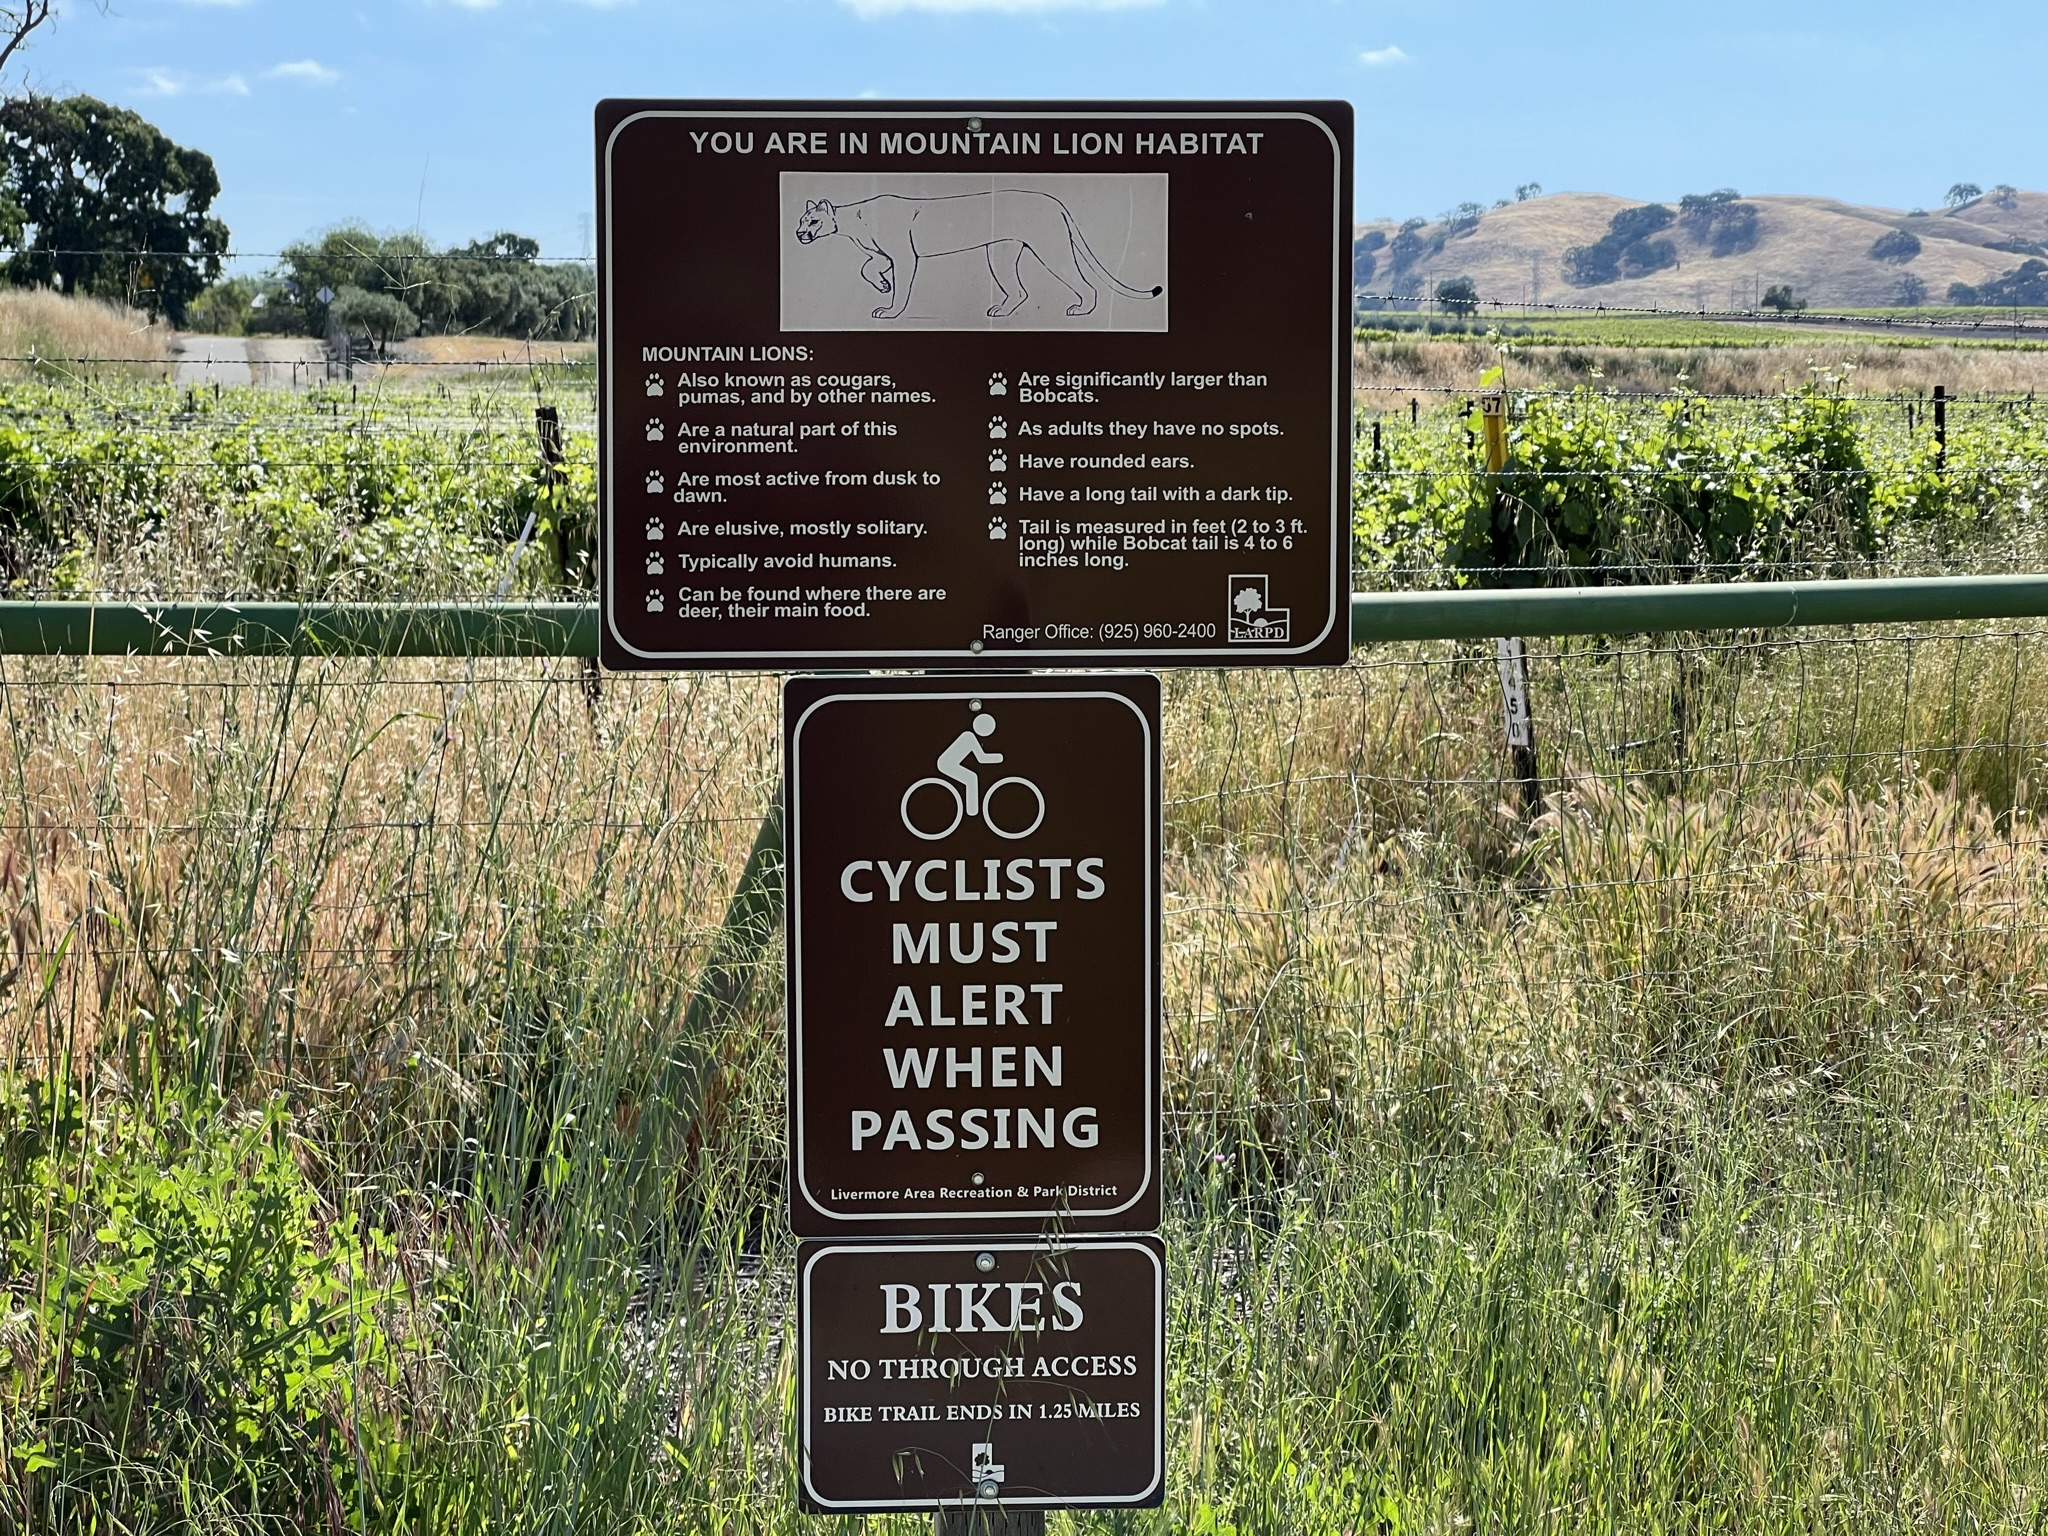 YOU ARE IN MOUNTAIN LION HABITAT
MOUNTAIN LIONS:
Also known as cougars,
pumas, and by other names.
Are a natural part of this
environment.
Are most active from dusk to
dawn.
Are elusive, mostly solitary.
Typically avoid humans.
Can be found where there are
deer, their main food.
Are significantly larger than
Bobcats.
As adults they have no spots.
Have rounded ears.
Have a long tail with a dark tip.
Tail is measured in feet (2 to 3 ft.
long) while Bobcat tail is 4 to 6
inches long.
Ranger Office: (925) 960-2400
LARPD
CYCLISTS
MUST
ALERT
WHEN
PASSING
Livermore Area Recreation & Park District
BIKES
NO THROUGH ACCESS
BIKE TRAIL ENDS IN 1.25 MILES